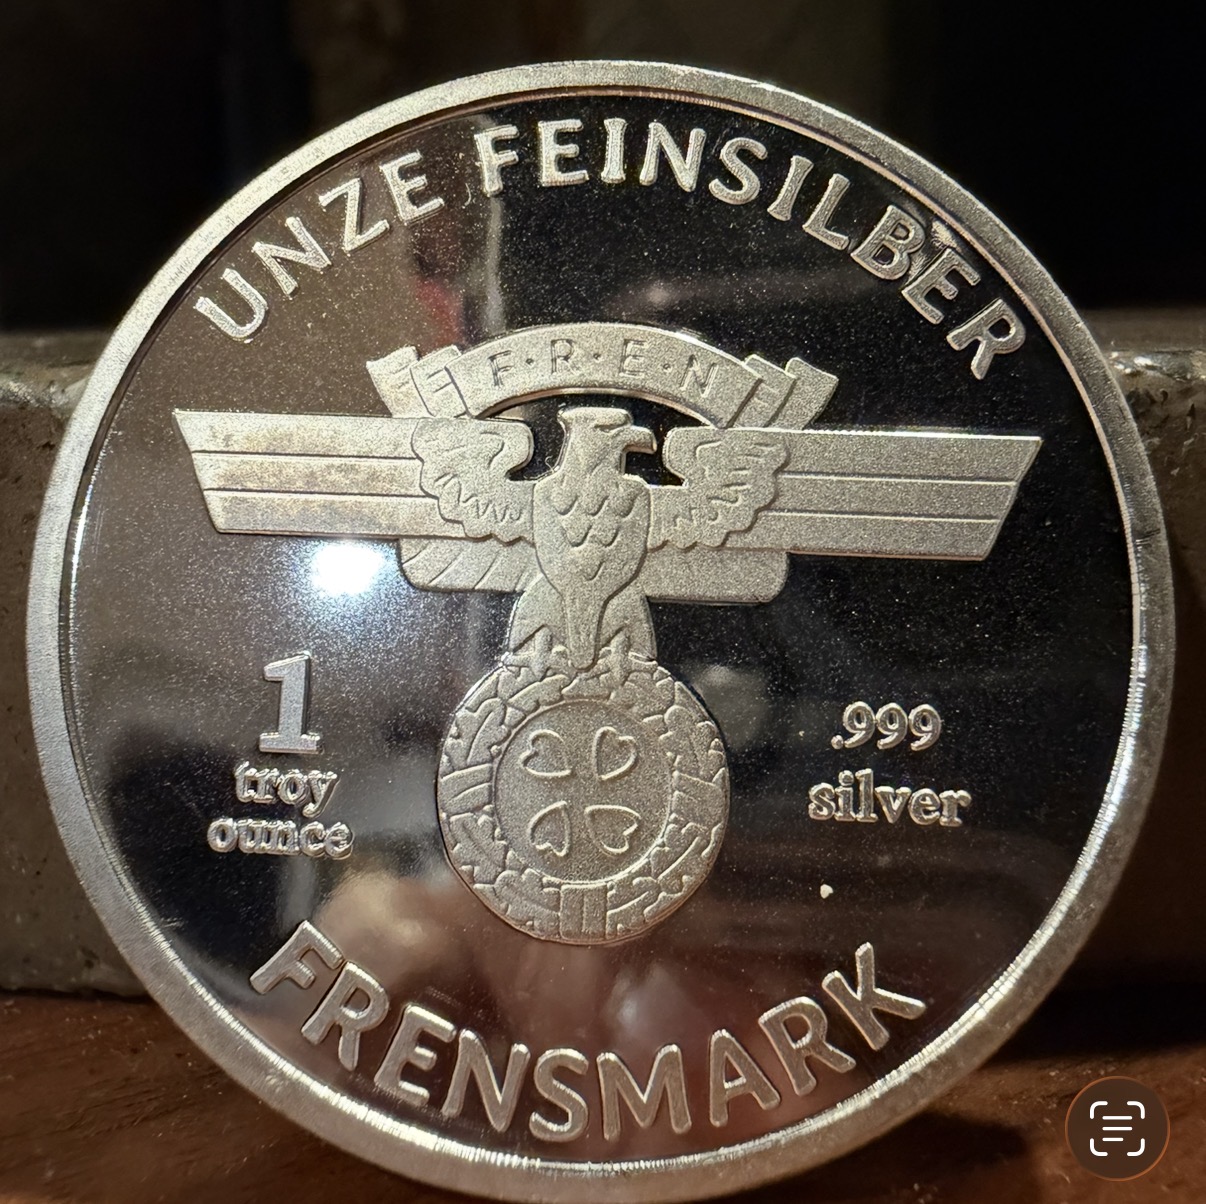 UNZE FEINSILBER
F·R·E·N
1
troy
ounce
.999
silver
FRENSMARK